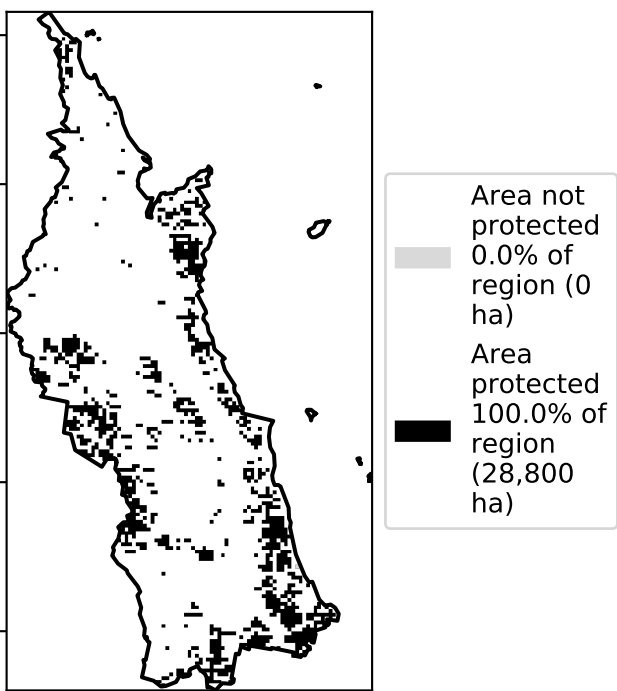 Area not
protected
0.0% of
region (0
ha)
Area
protected
100.0% of
region
(28,800
ha)